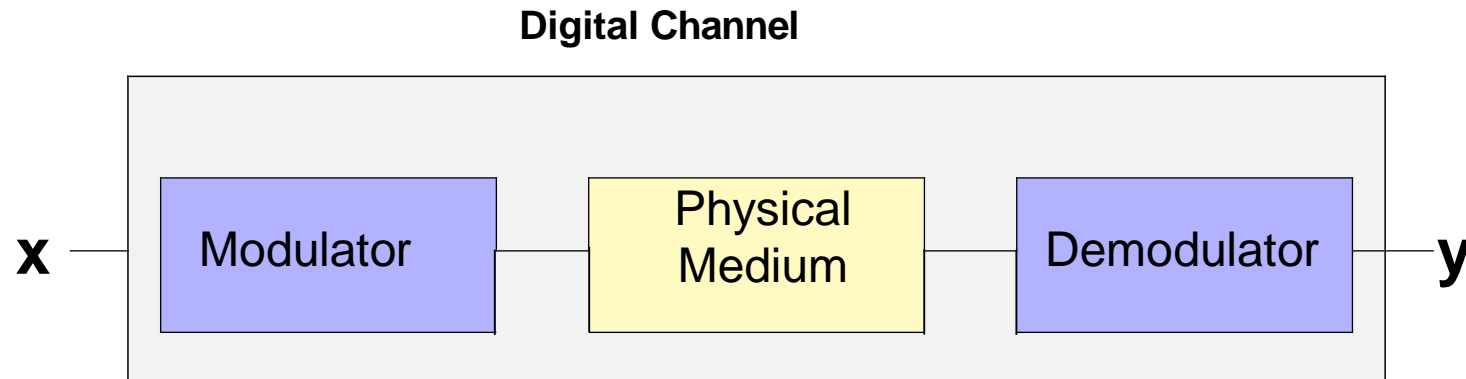 Digital Channel
x
Modulator
Physical
Medium
Demodulator
y